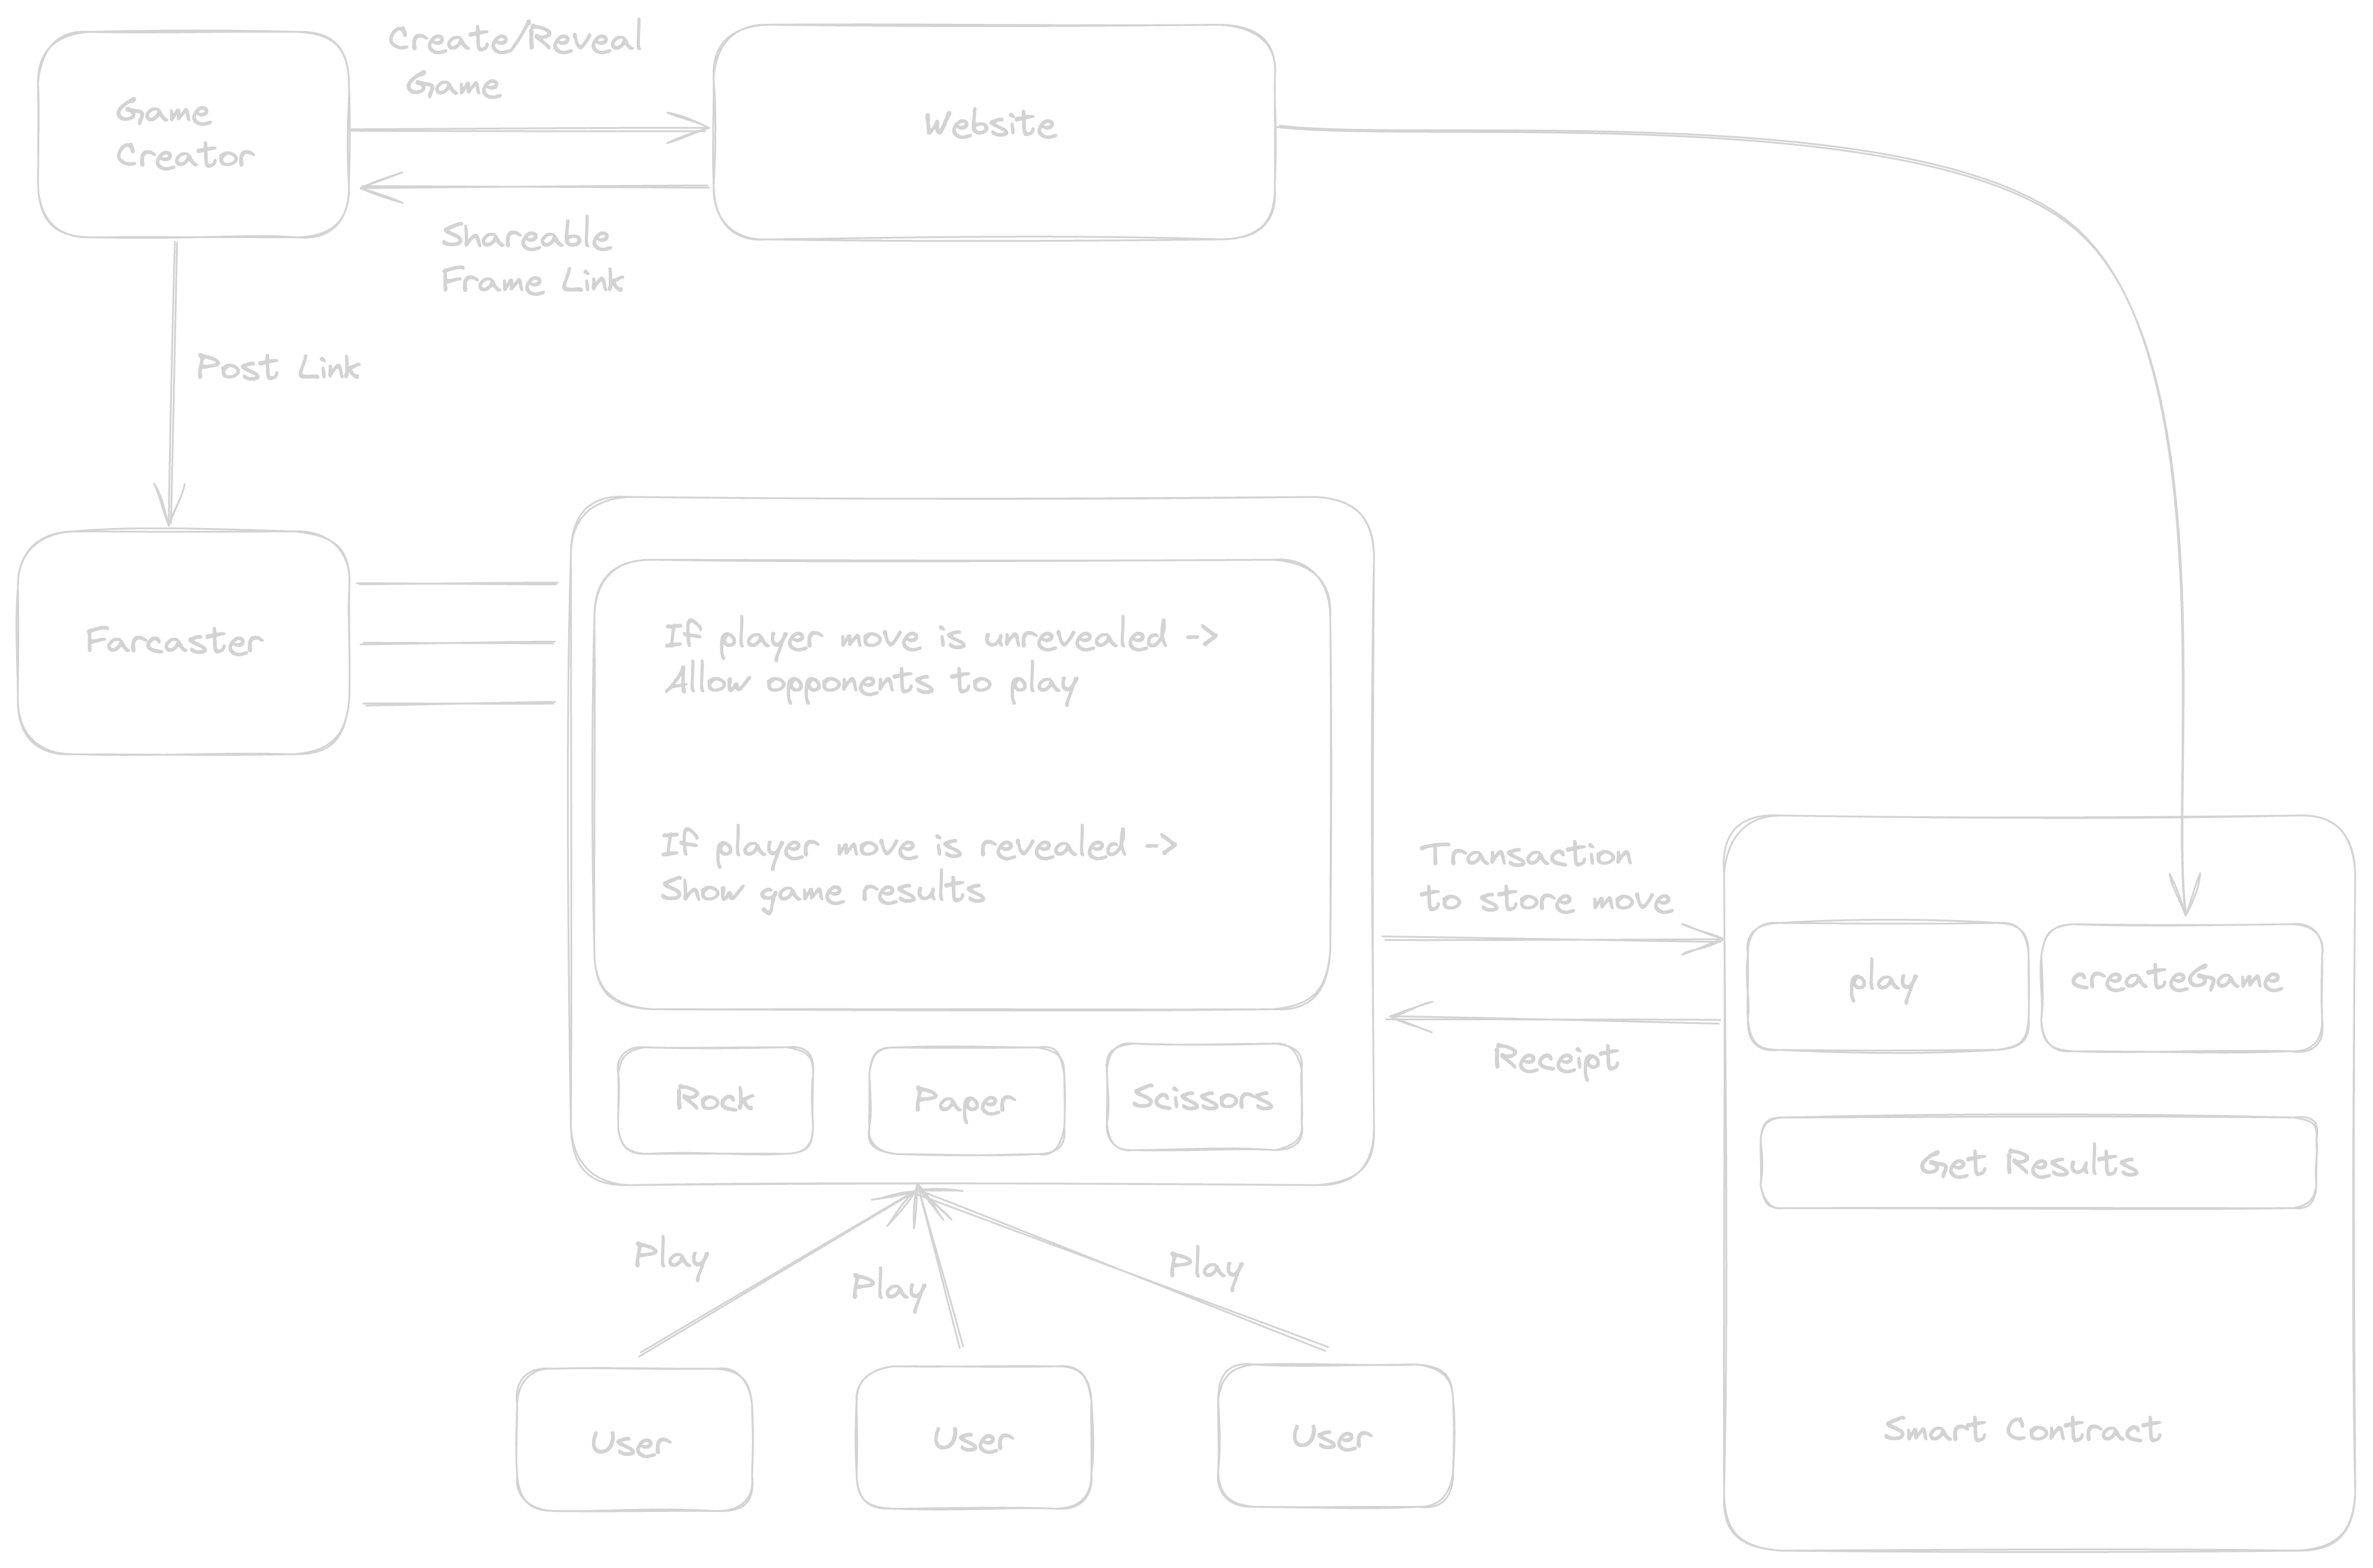 Create/Reveal
Game
Game
Creator
Website
Shareable
Frame Link
Post Link
Farcaster
If player move is unrevealed ->
Allow opponents to play
If player move is revealed ->
Show game results
Transaction
to store move
play
createGame
Receipt
Rock
Paper
Scissors
Get Results
Play
Play
Play
User
User
User
Smart Contract